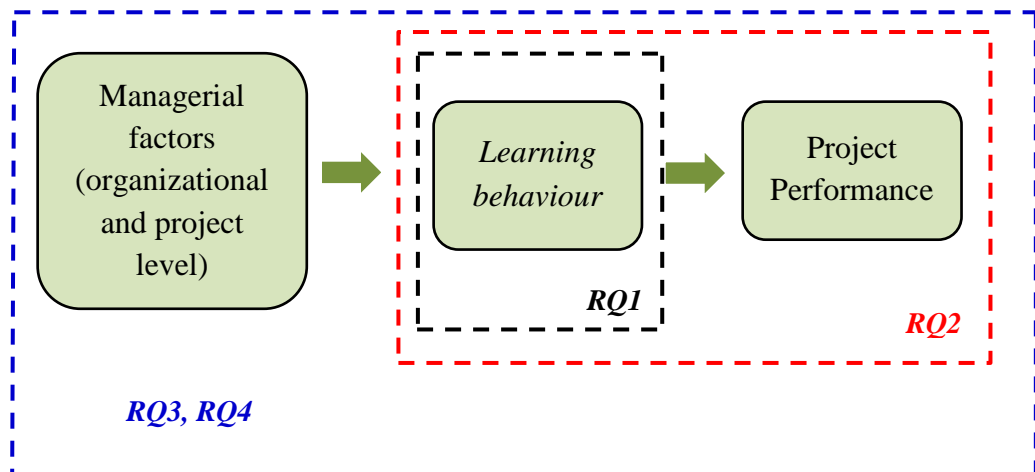 Managerial
factors
(organizational
and project
level)
Learning
behaviour
Project
Performance
RQ1
RQ2
RQ3, RQ4